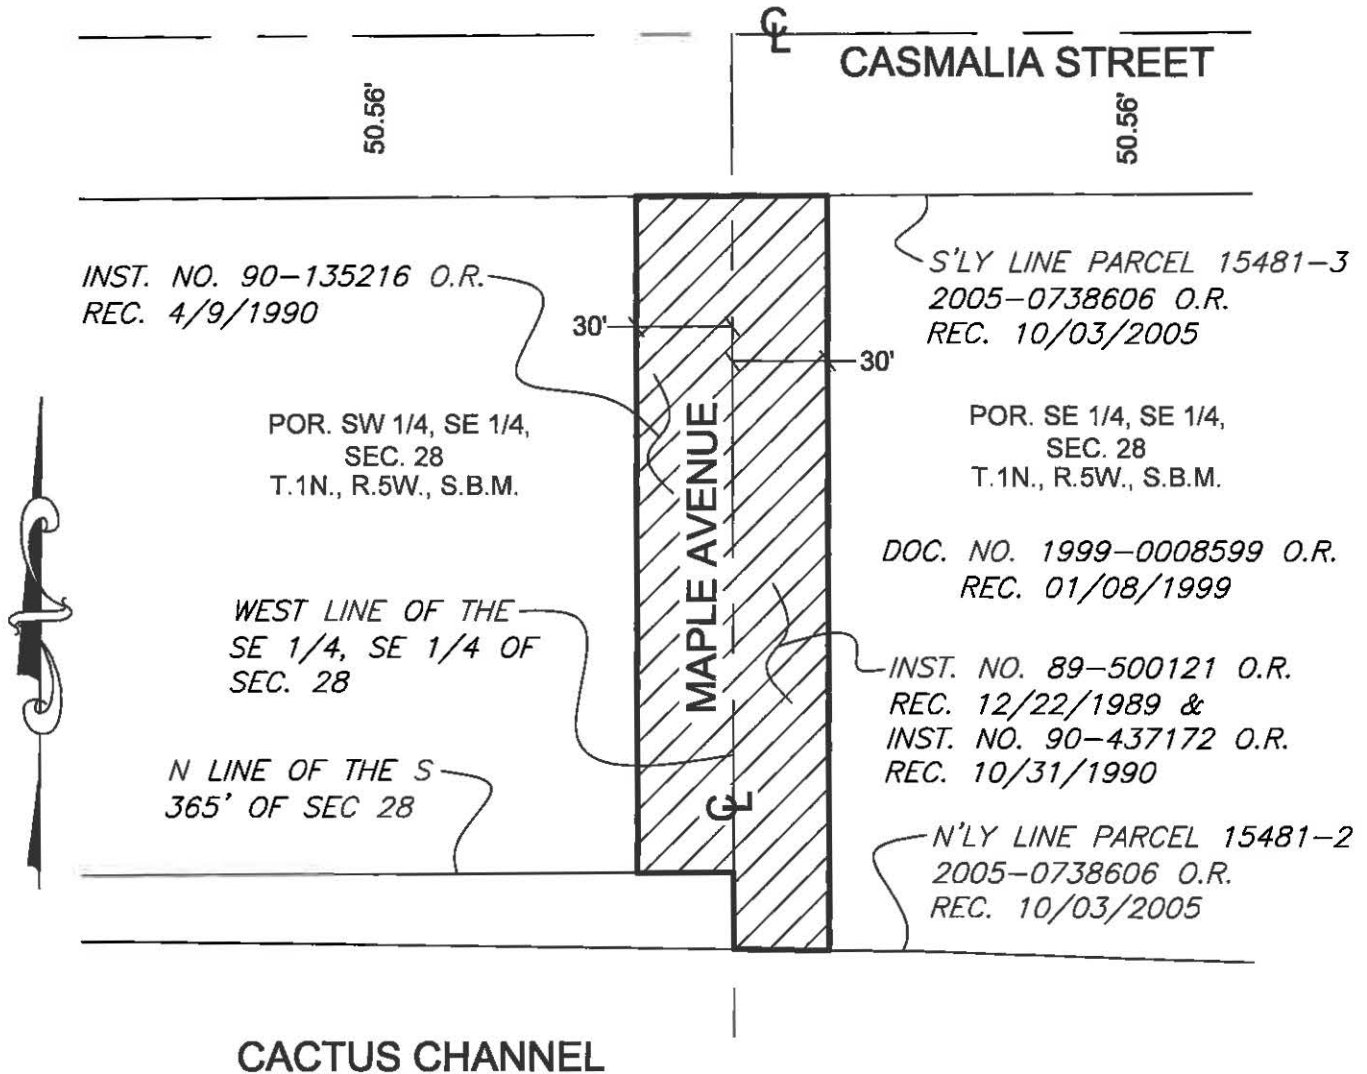 CL
CASMALIA STREET
50.56'
50.56'
INST. NO. 90-135216 O.R.
REC. 4/9/1990
S'LY LINE PARCEL 15481-3
2005-0738606 O.R.
REC. 10/03/2005
30'
30'
POR. SW 1/4, SE 1/4,
SEC. 28
T.1N., R.5W., S.B.M.
MAPLE AVENUE
POR. SE 1/4, SE 1/4,
SEC. 28
T.1N., R.5W., S.B.M.
DOC. NO. 1999-0008599 O.R.
REC. 01/08/1999
WEST LINE OF THE
SE 1/4, SE 1/4 OF
SEC. 28
INST. NO. 89-500121 O.R.
REC. 12/22/1989 &
INST. NO. 90-437172 O.R.
REC. 10/31/1990
N LINE OF THE S
365' OF SEC 28
CL
N'LY LINE PARCEL 15481-2
2005-0738606 O.R.
REC. 10/03/2005
CACTUS CHANNEL